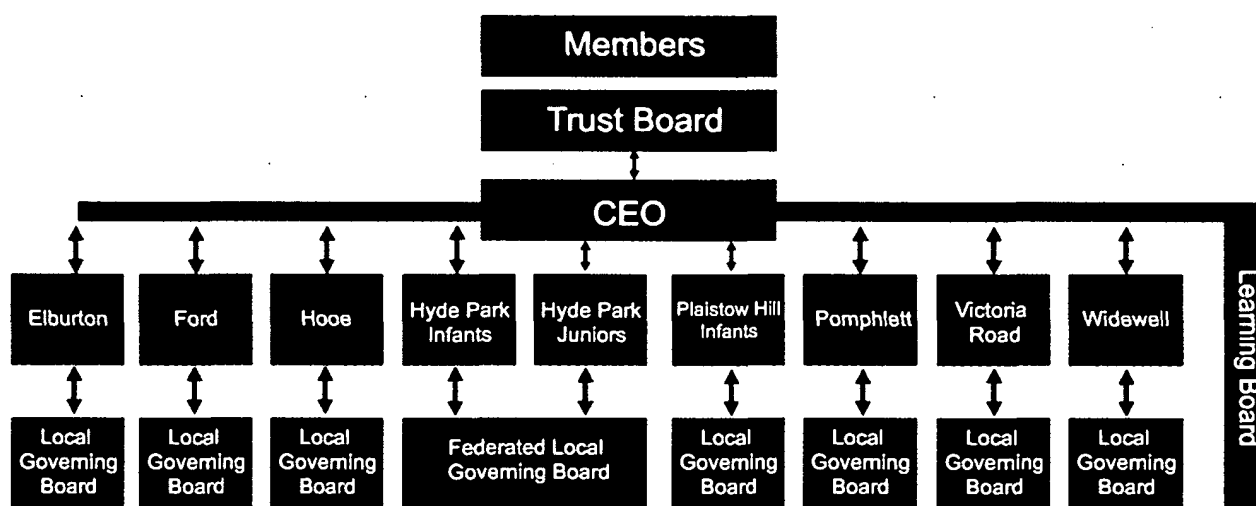 Members
Trust Board
CEO
Elburton
Ford
Hooe
Hyde Park
Infants
Hyde Park
Juniors
Plaistow Hill
Infants
Pomphlett
Victoria
Road
Widewell
Learning Board
Local
Governing
Board
Local
Governing
Board
Local
Governing
Board
Federated Local
Governing Board
Local
Governing
Board
Local
Governing
Board
Local
Governing
Board
Local
Governing
Board